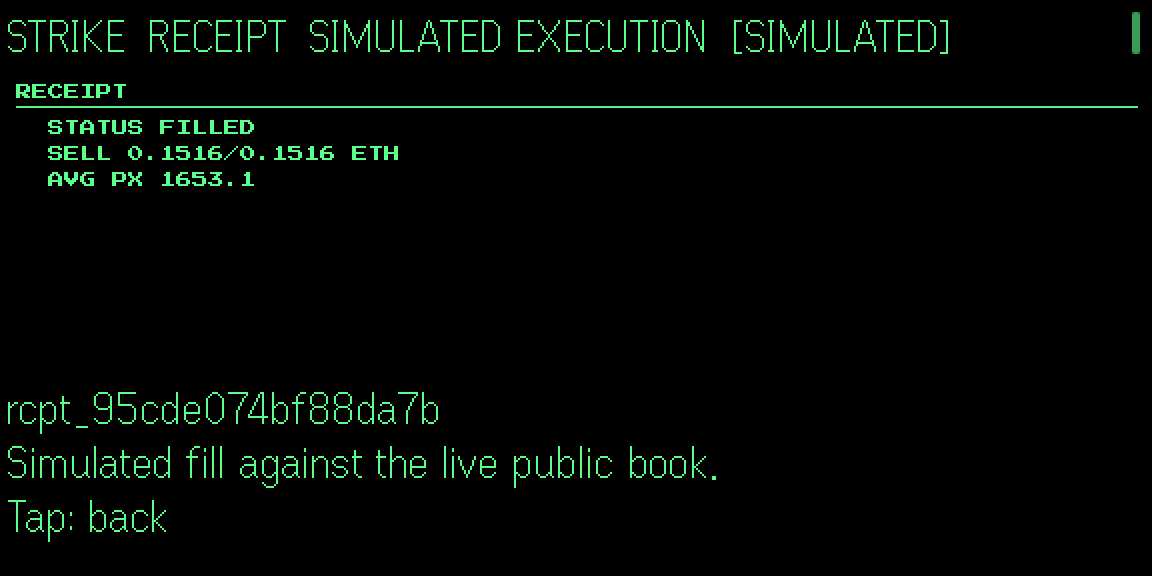 STRIKE RECEIPT SIMULATED EXECUTION [SIMULATED]
RECEIPT
STATUS FILLED
SELL 0.1516/0.1516 ETH
AVG PX 1653.1
rcpt_95cde074bf88da7b
Simulated fill against the live public book.
Tap: back